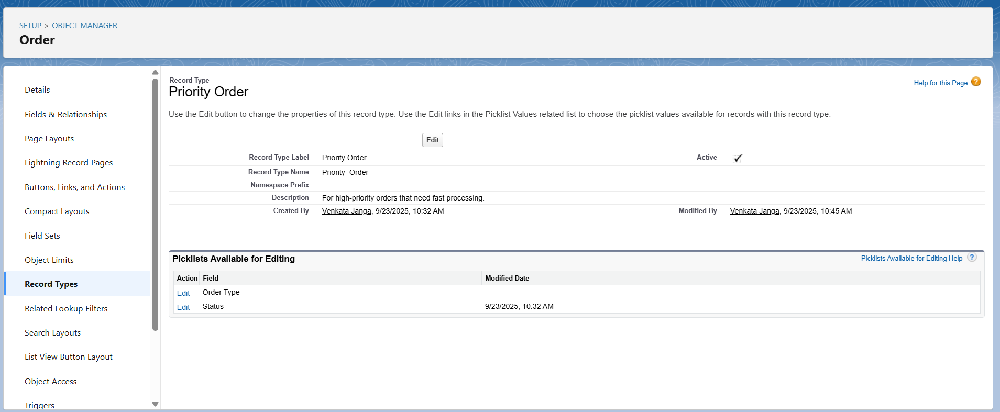 SETUP > OBJECT MANAGER
Order
Details
Fields & Relationships
Page Layouts
Lightning Record Pages
Buttons, Links, and Actions
Compact Layouts
Field Sets
Object Limits
Record Types
Related Lookup Filters
Search Layouts
List View Button Layout
Object Access
Triggers
Record Type
Priority Order
Help for this Page ?
Use the Edit button to change the properties of this record type. Use the Edit links in the Picklist Values related list to choose the picklist values available for records with this record type.
Edit
Record Type Label Priority Order Active
Record Type Name Priority_Order
Namespace Prefix
Description For high-priority orders that need fast processing.
Created By Venkata Janga, 9/23/2025, 10:32 AM Modified By Venkata Janga, 9/23/2025, 10:45 AM
Picklists Available for Editing Picklists Available for Editing Help ?
Action Field Modified Date
Edit Order Type
Edit Status 9/23/2025, 10:32 AM